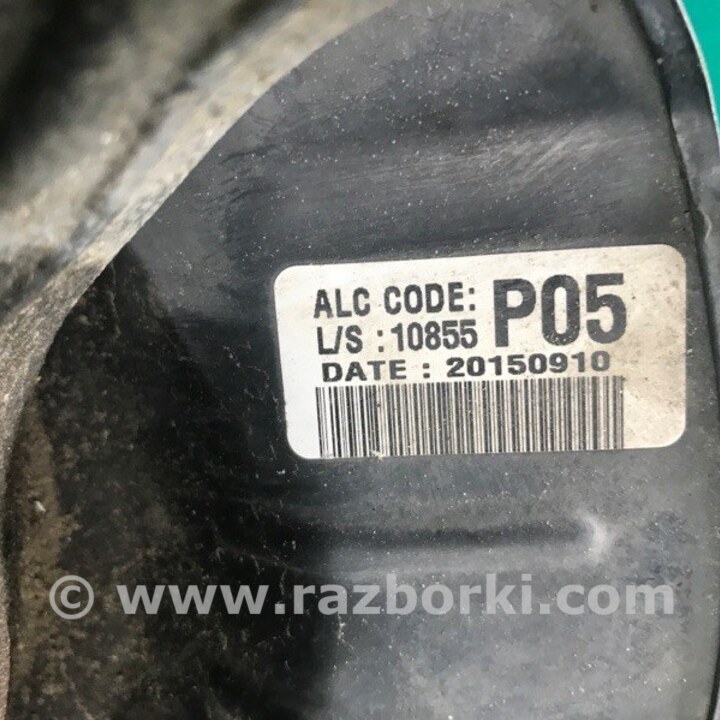 ALC CODE: P05
L/S : 10855
DATE : 20150910
© www.razborki.com